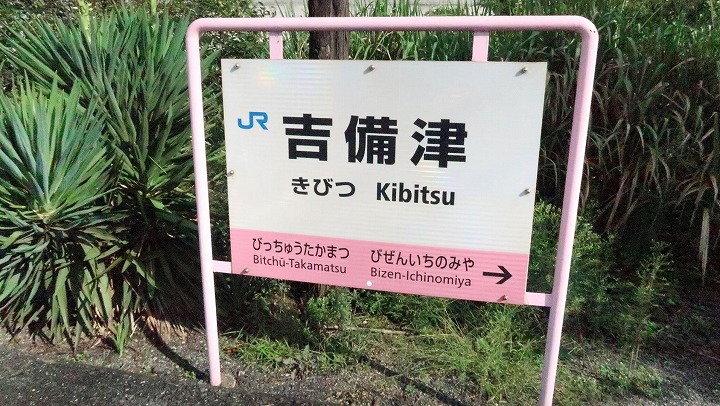 JR 吉備津
きびつ Kibitsu
びっちゅうたかまつ びぜんいちのみや
Bitchū-Takamatsu Bizen-Ichinomiya →